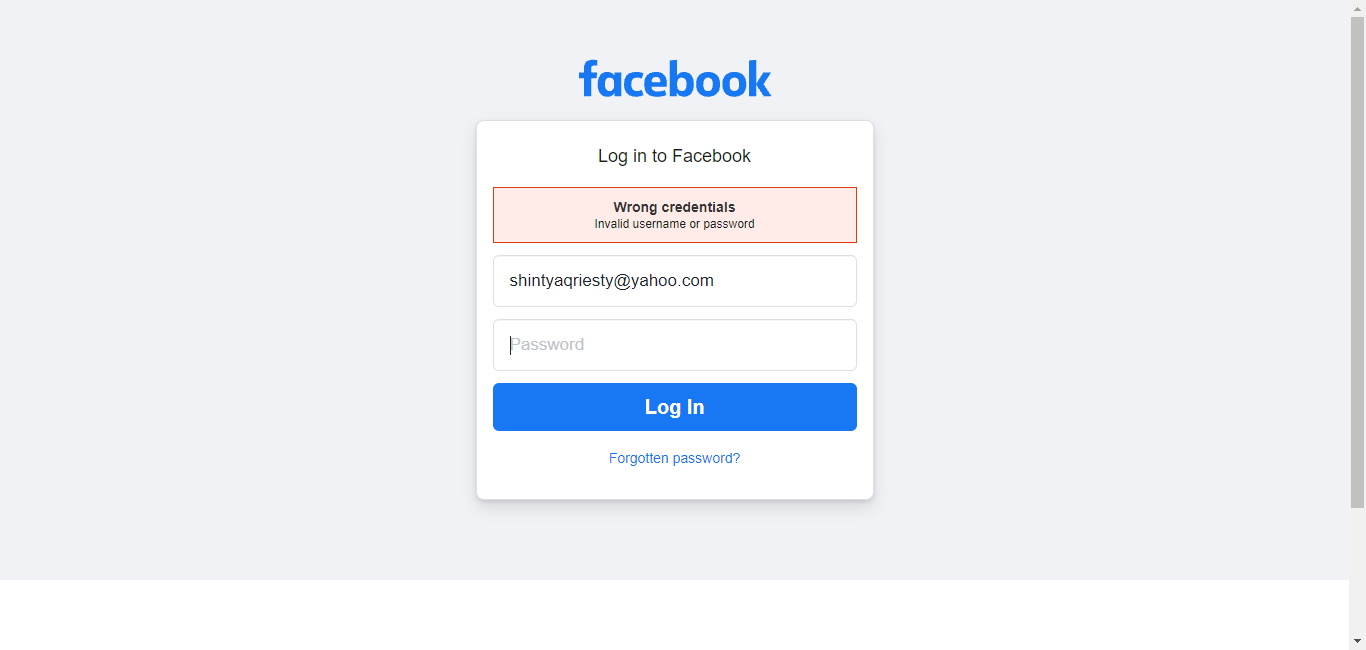 facebook
Log in to Facebook
Wrong credentials
Invalid username or password
shintyaqriesty@yahoo.com
Password
Log In
Forgotten password?